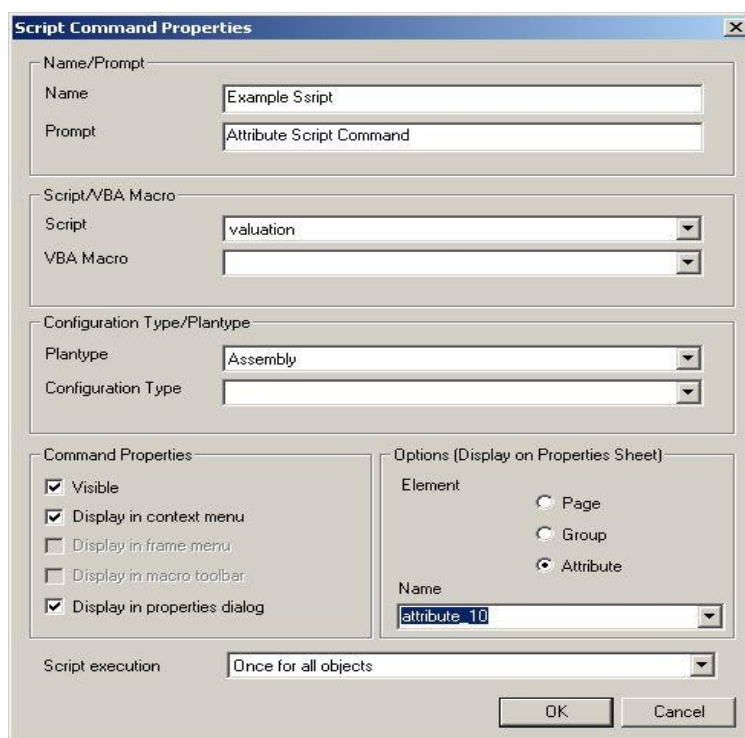 Script Command Properties
Name/Prompt
Name
Example Ssript
Prompt
Attribute Script Command
Script/VBA Macro
Script
valuation
VBA Macro
Configuration Type/Plantype
Plantype
Assembly
Configuration Type
Command Properties
Visible
Display in context menu
Display in frame menu
Display in macro toolbar
Display in properties dialog
Options (Display on Properties Sheet)
Element
Page
Group
Attribute
Name
attribute_10
Script execution
Once for all objects
OK
Cancel